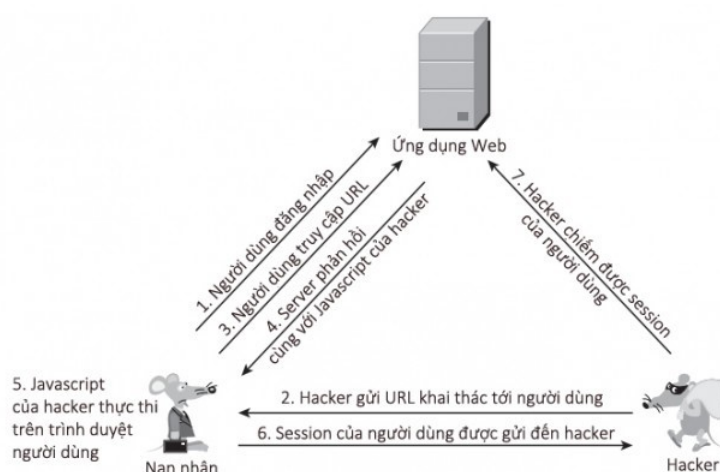 Ứng dụng Web
1. Người dùng đăng nhập
3. Người dùng truy cập URL
4. Server phản hồi
cùng với Javascript của hacker
7. Hacker chiếm được session
của người dùng
5. Javascript
của hacker thực thi
trên trình duyệt
người dùng
2. Hacker gửi URL khai thác tới người dùng
6. Session của người dùng được gửi đến hacker
Nạn nhân
Hacker